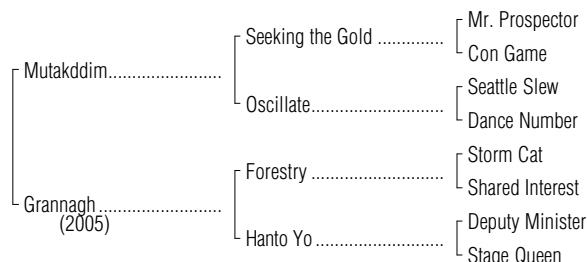 Mr. Prospector
Seeking the Gold ..............
Con Game
Mutakddim.......................
Seattle Slew
Oscillate...........................
Dance Number
Storm Cat
Forestry ...........................
Shared Interest
Grannagh.........................
(2005)
Deputy Minister
Hanto Yo ..........................
Stage Queen